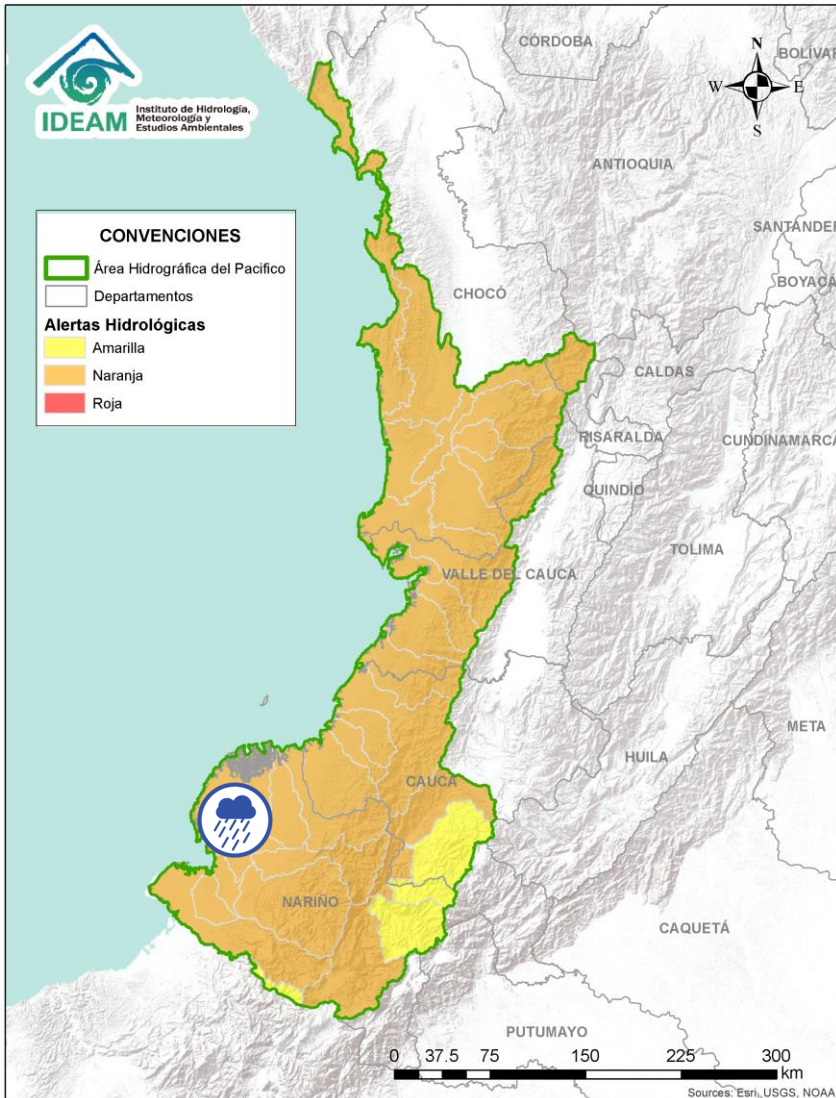 IDEAM
Instituto de Hidrología,
Meteorología y
Estudios Ambientales
CÓRDOBA
BOLÍVAR
N
W E
S
ANTIOQUIA
SANTANDER
BOYACÁ
CONVENCIONES
Área Hidrográfica del Pacifico
Departamentos
Alertas Hidrológicas
Amarilla
Naranja
Roja
CHOCÓ
CALDAS
RISARALDA
CUNDINAMARCA
QUINDÍO
TOLIMA
VALLE DEL CAUCA
META
HUILA
CAUCA
NARIÑO
CAQUETÁ
PUTUMAYO
0 37.5 75 150 225 300
km
Sources: Esri, USGS, NOAA